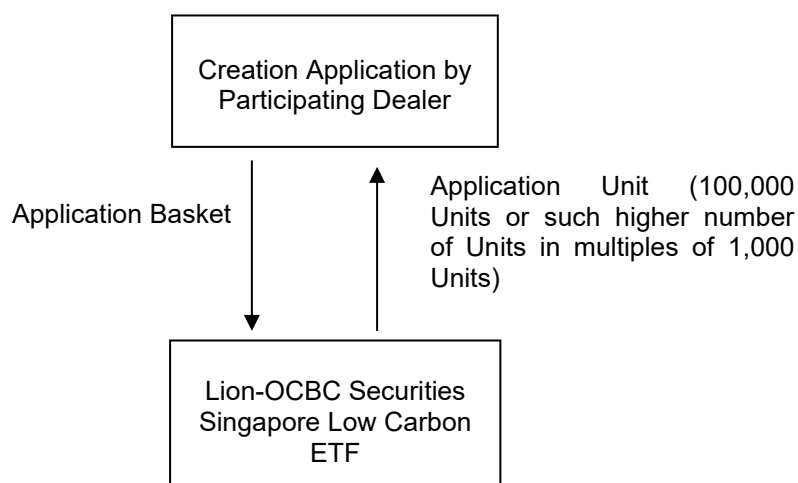 Creation Application by
Participating Dealer
Application Basket
Application Unit (100,000
Units or such higher number
of Units in multiples of 1,000
Units)
Lion-OCBC Securities
Singapore Low Carbon
ETF